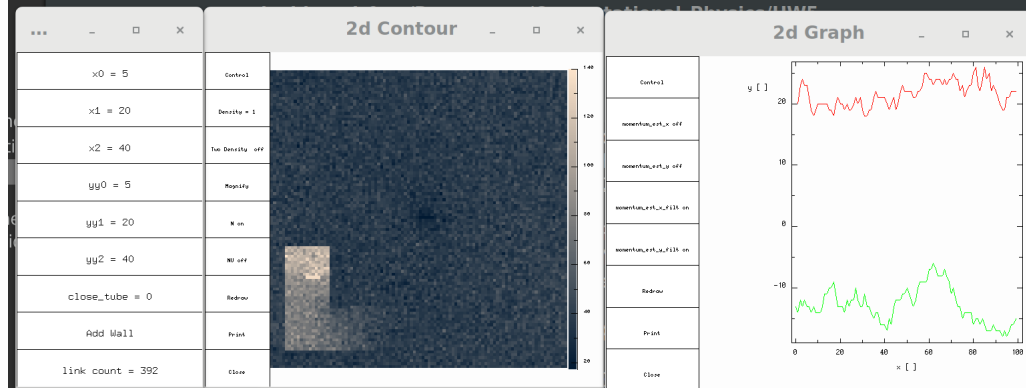 ...
x0 = 5
x1 = 20
x2 = 40
yy0 = 5
yy1 = 20
yy2 = 40
close_tube = 0
Add Wall
link count = 392
2d Contour
Control
Density = 1
Two Density off
Magnify
N on
NU off
Redraw
Print
Close
140
120
100
80
60
40
20
2d Graph
Control
momentum_est_x off
momentum_est_y off
momentum_est_x_filt on
momentum_est_y_filt on
Redraw
Print
Close
y [ ]
20
10
0
-10
0
20
40
60
80
100
x [ ]